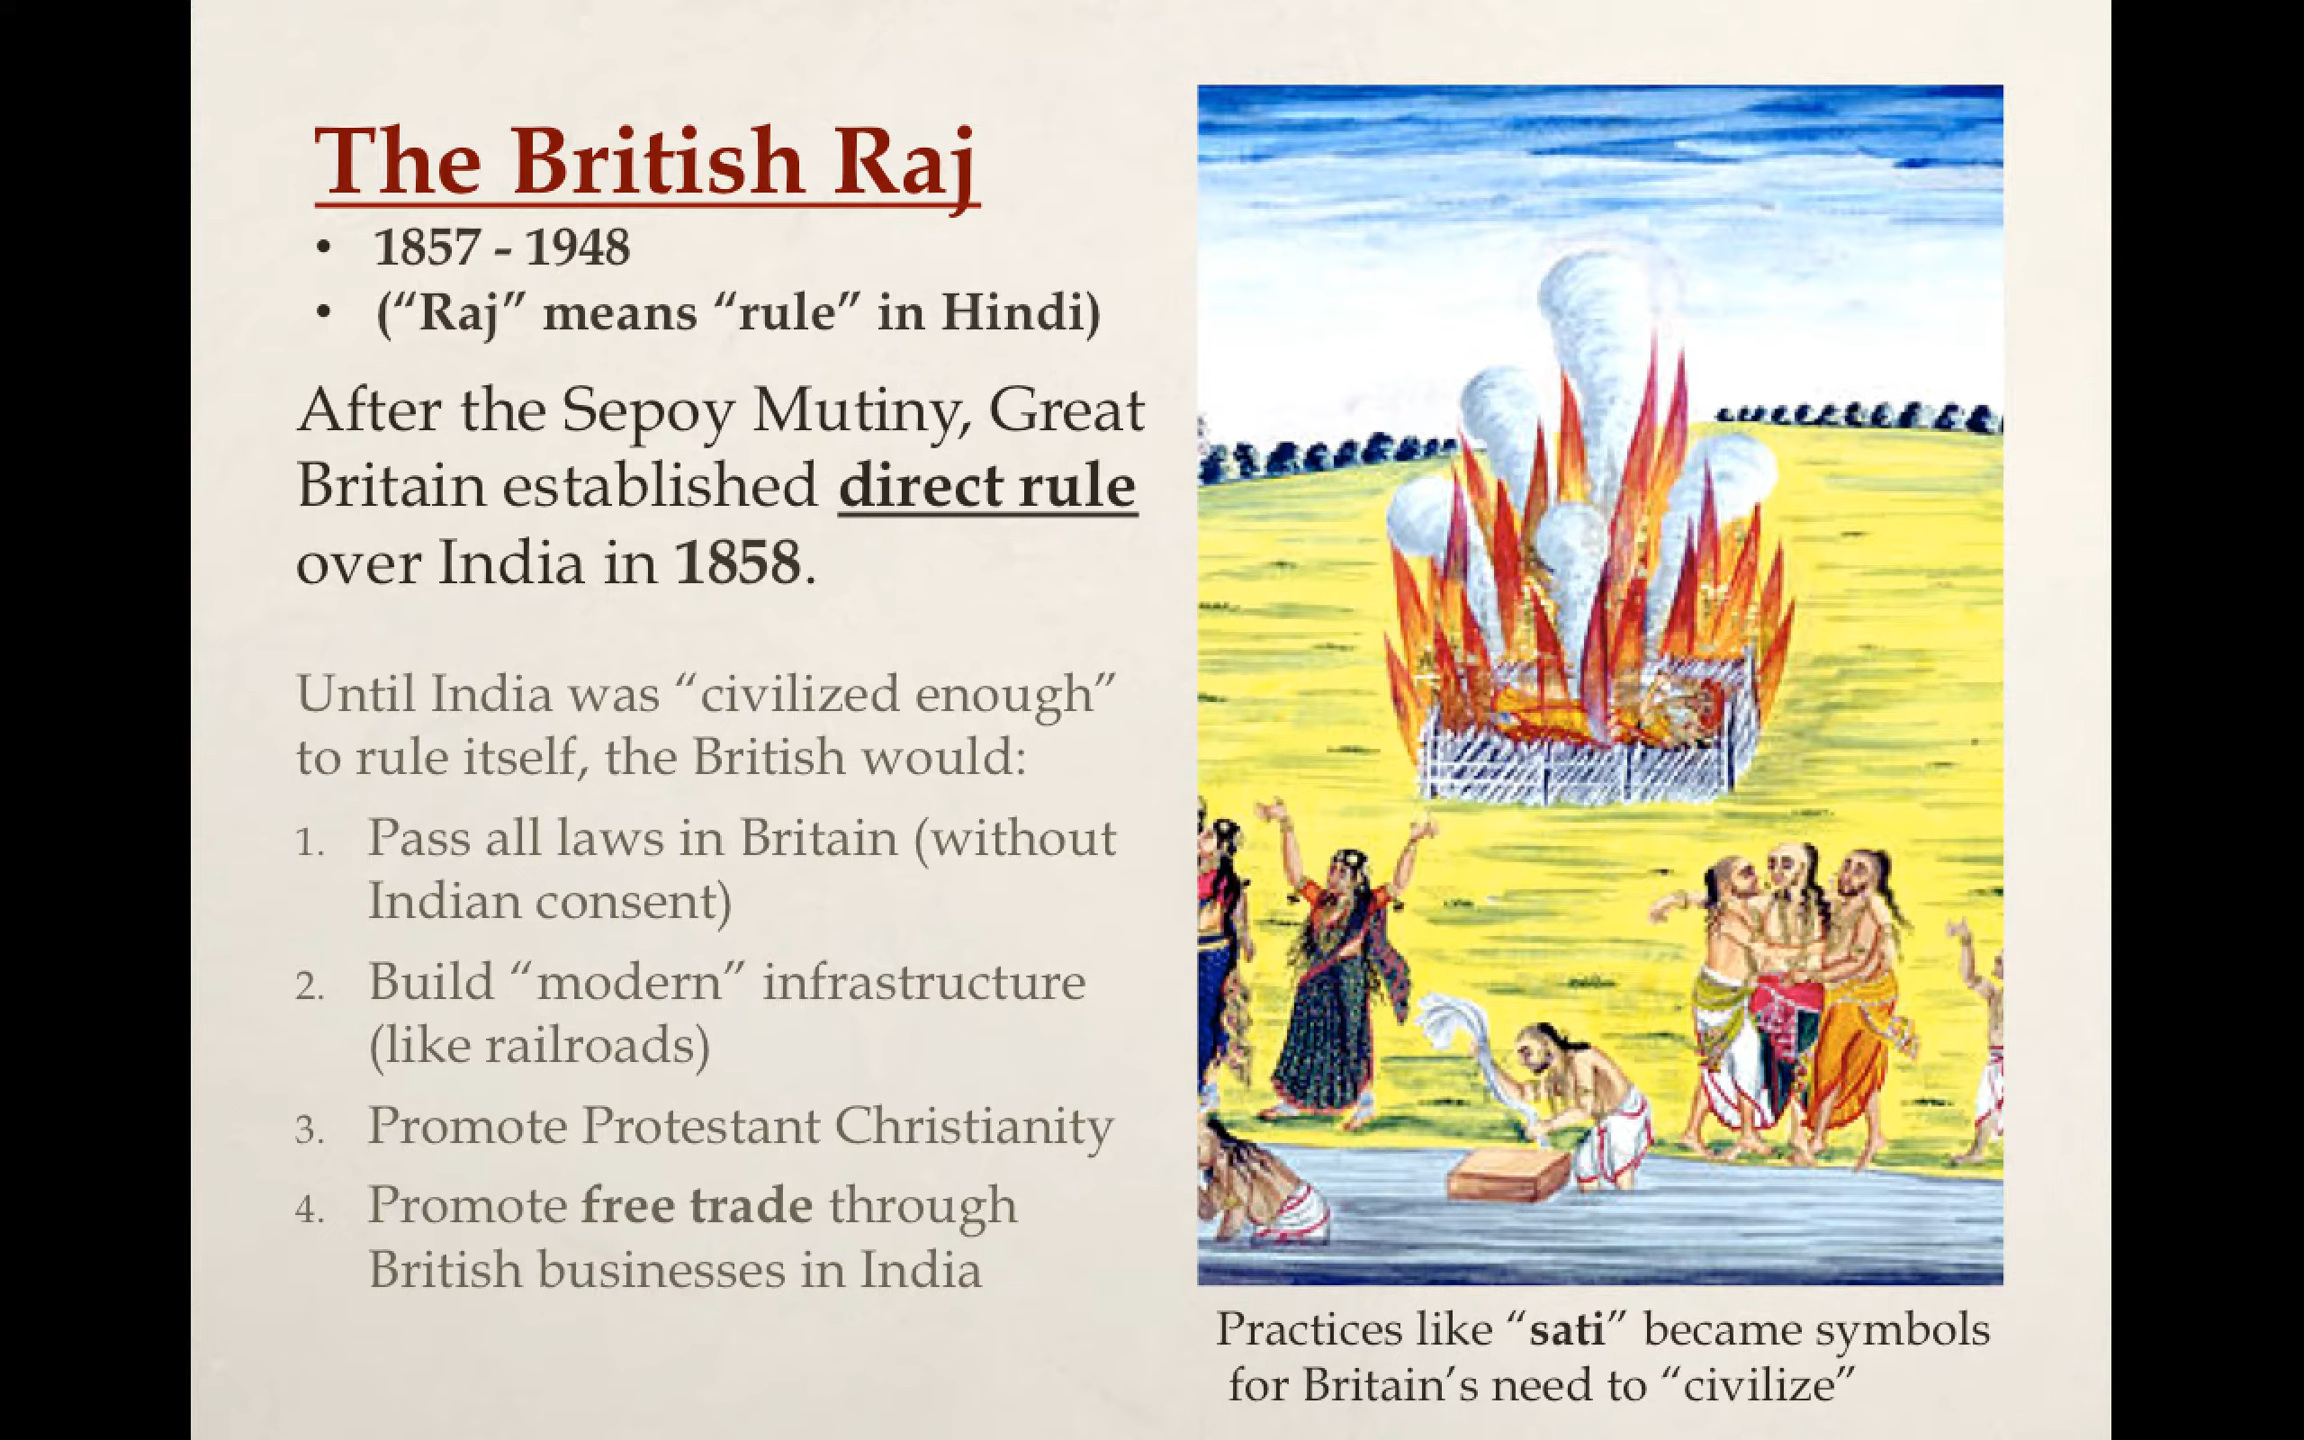 The British Raj
• 1857 - 1948
• (“Raj” means “rule” in Hindi)
After the Sepoy Mutiny, Great
Britain established direct rule
over India in 1858.
Until India was “civilized enough”
to rule itself, the British would:
1. Pass all laws in Britain (without
Indian consent)
2. Build “modern” infrastructure
(like railroads)
3. Promote Protestant Christianity
4. Promote free trade through
British businesses in India
Practices like “sati” became symbols
for Britain’s need to “civilize”